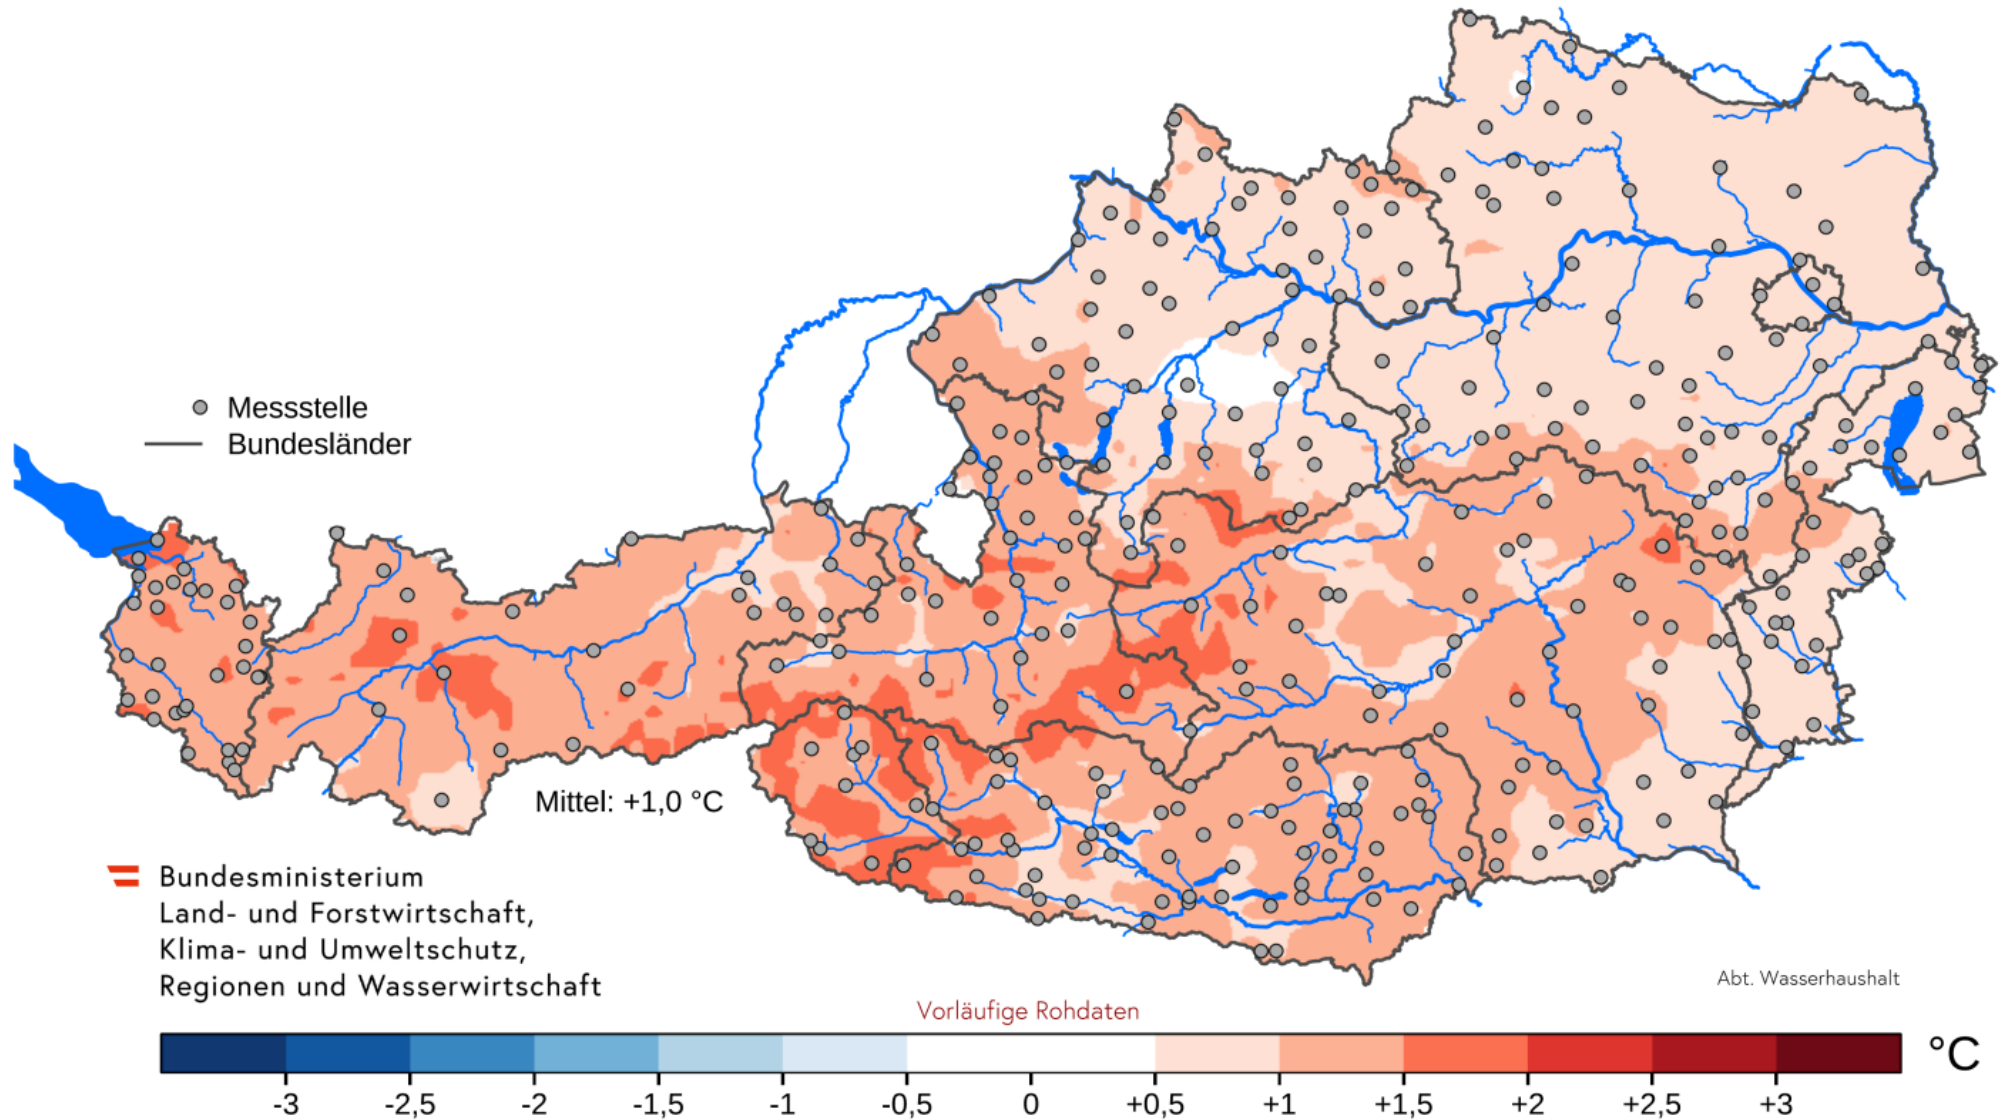 Messstelle
Bundesländer
Mittel: +1,0 °C
Bundesministerium
Land- und Forstwirtschaft,
Klima- und Umweltschutz,
Regionen und Wasserwirtschaft
Abt. Wasserhaushalt
Vorläufige Rohdaten
°C
-3 -2,5 -2 -1,5 -1 -0,5 0 +0,5 +1 +1,5 +2 +2,5 +3